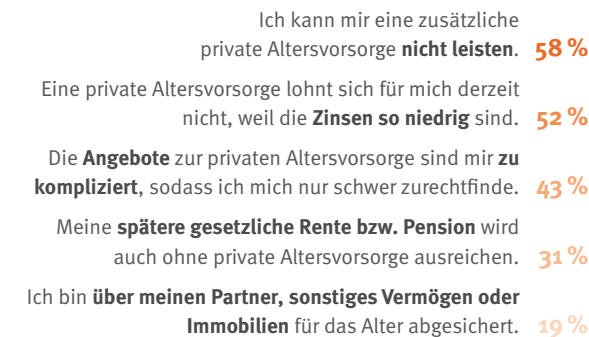 Ich kann mir eine zusätzliche
private Altersvorsorge nicht leisten. 58 %
Eine private Altersvorsorge lohnt sich für mich derzeit
nicht, weil die Zinsen so niedrig sind. 52 %
Die Angebote zur privaten Altersvorsorge sind mir zu
kompliziert, sodass ich mich nur schwer zurechtfinde. 43 %
Meine spätere gesetzliche Rente bzw. Pension wird
auch ohne private Altersvorsorge ausreichen. 31 %
Ich bin über meinen Partner, sonstiges Vermögen oder
Immobilien für das Alter abgesichert. 19 %